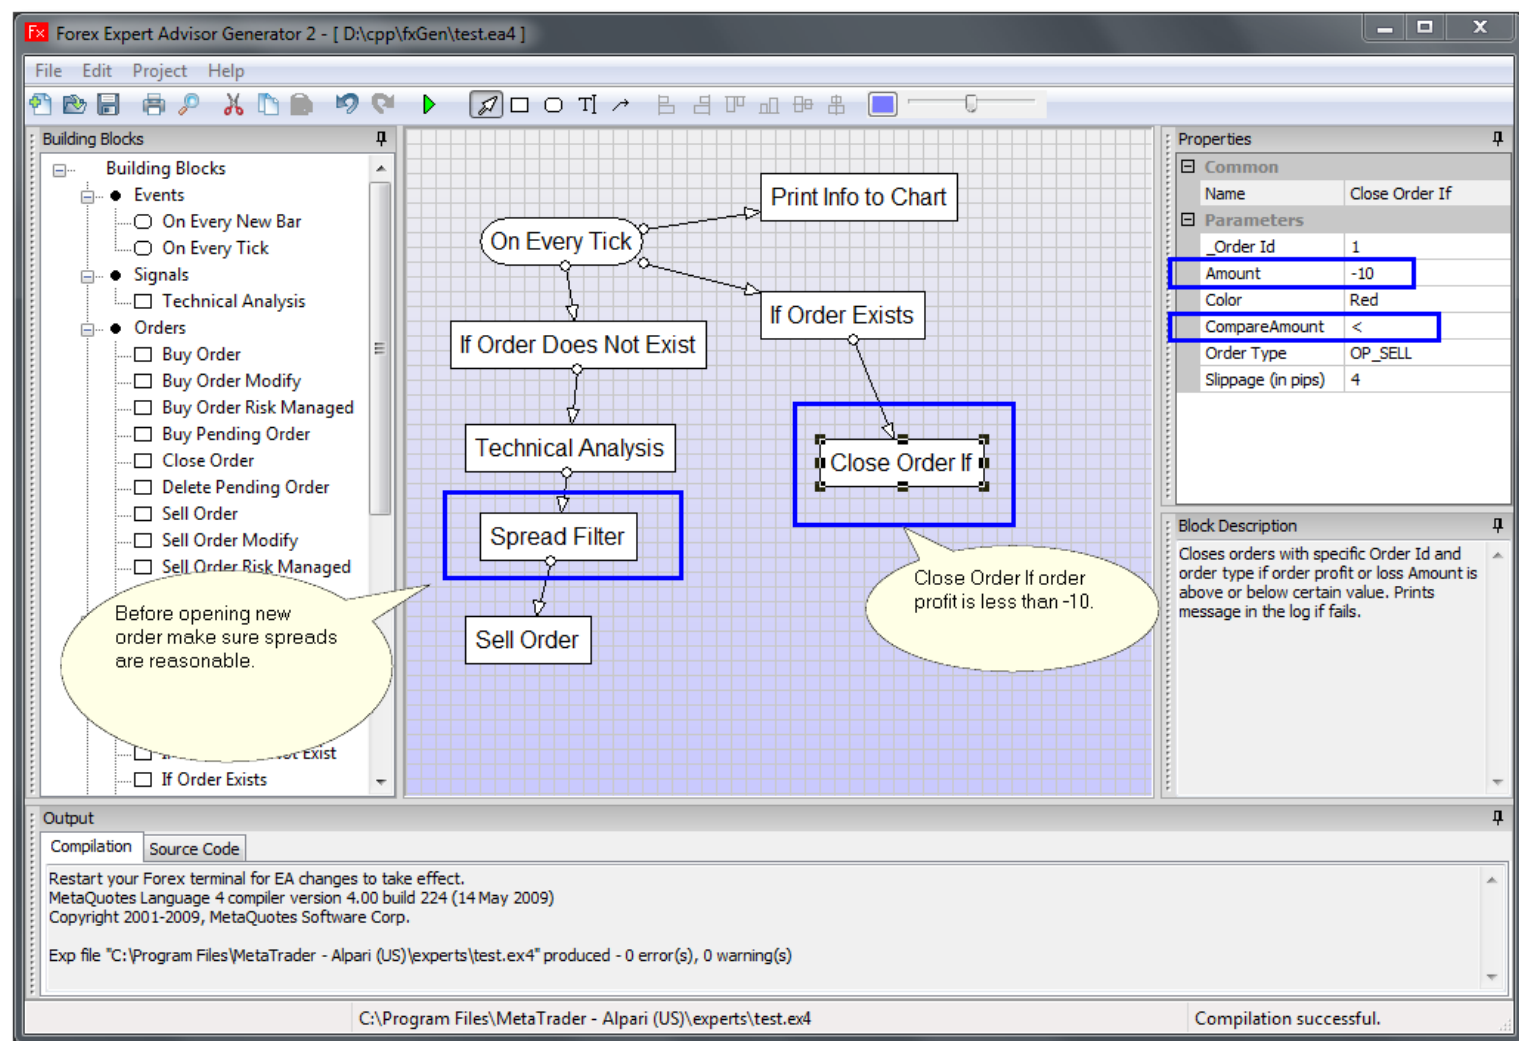 Forex Expert Advisor Generator 2 - [ D:\cpp\fxGen\test.ea4 ]
File Edit Project Help
Building Blocks
Building Blocks
Events
On Every New Bar
On Every Tick
Signals
Technical Analysis
Orders
Buy Order
Buy Order Modify
Buy Order Risk Managed
Buy Pending Order
Close Order
Delete Pending Order
Sell Order
Sell Order Modify
Sell Order Risk Managed
Before opening new
order make sure spreads
are reasonable.
Exist
If Order Exists
Print Info to Chart
On Every Tick
If Order Exists
If Order Does Not Exist
Technical Analysis
Close Order If
Spread Filter
Close Order If order
profit is less than -10.
Sell Order
Properties
Common
Name Close Order If
Parameters
_Order Id 1
Amount -10
Color Red
CompareAmount <
Order Type OP_SELL
Slippage (in pips) 4
Block Description
Closes orders with specific Order Id and
order type if order profit or loss Amount is
above or below certain value. Prints
message in the log if fails.
Output
Compilation Source Code
Restart your Forex terminal for EA changes to take effect.
MetaQuotes Language 4 compiler version 4.00 build 224 (14 May 2009)
Copyright 2001-2009, MetaQuotes Software Corp.
Exp file "C:\Program Files\MetaTrader - Alpari (US)\experts\test.ex4" produced - 0 error(s), 0 warning(s)
C:\Program Files\MetaTrader - Alpari (US)\experts\test.ex4
Compilation successful.